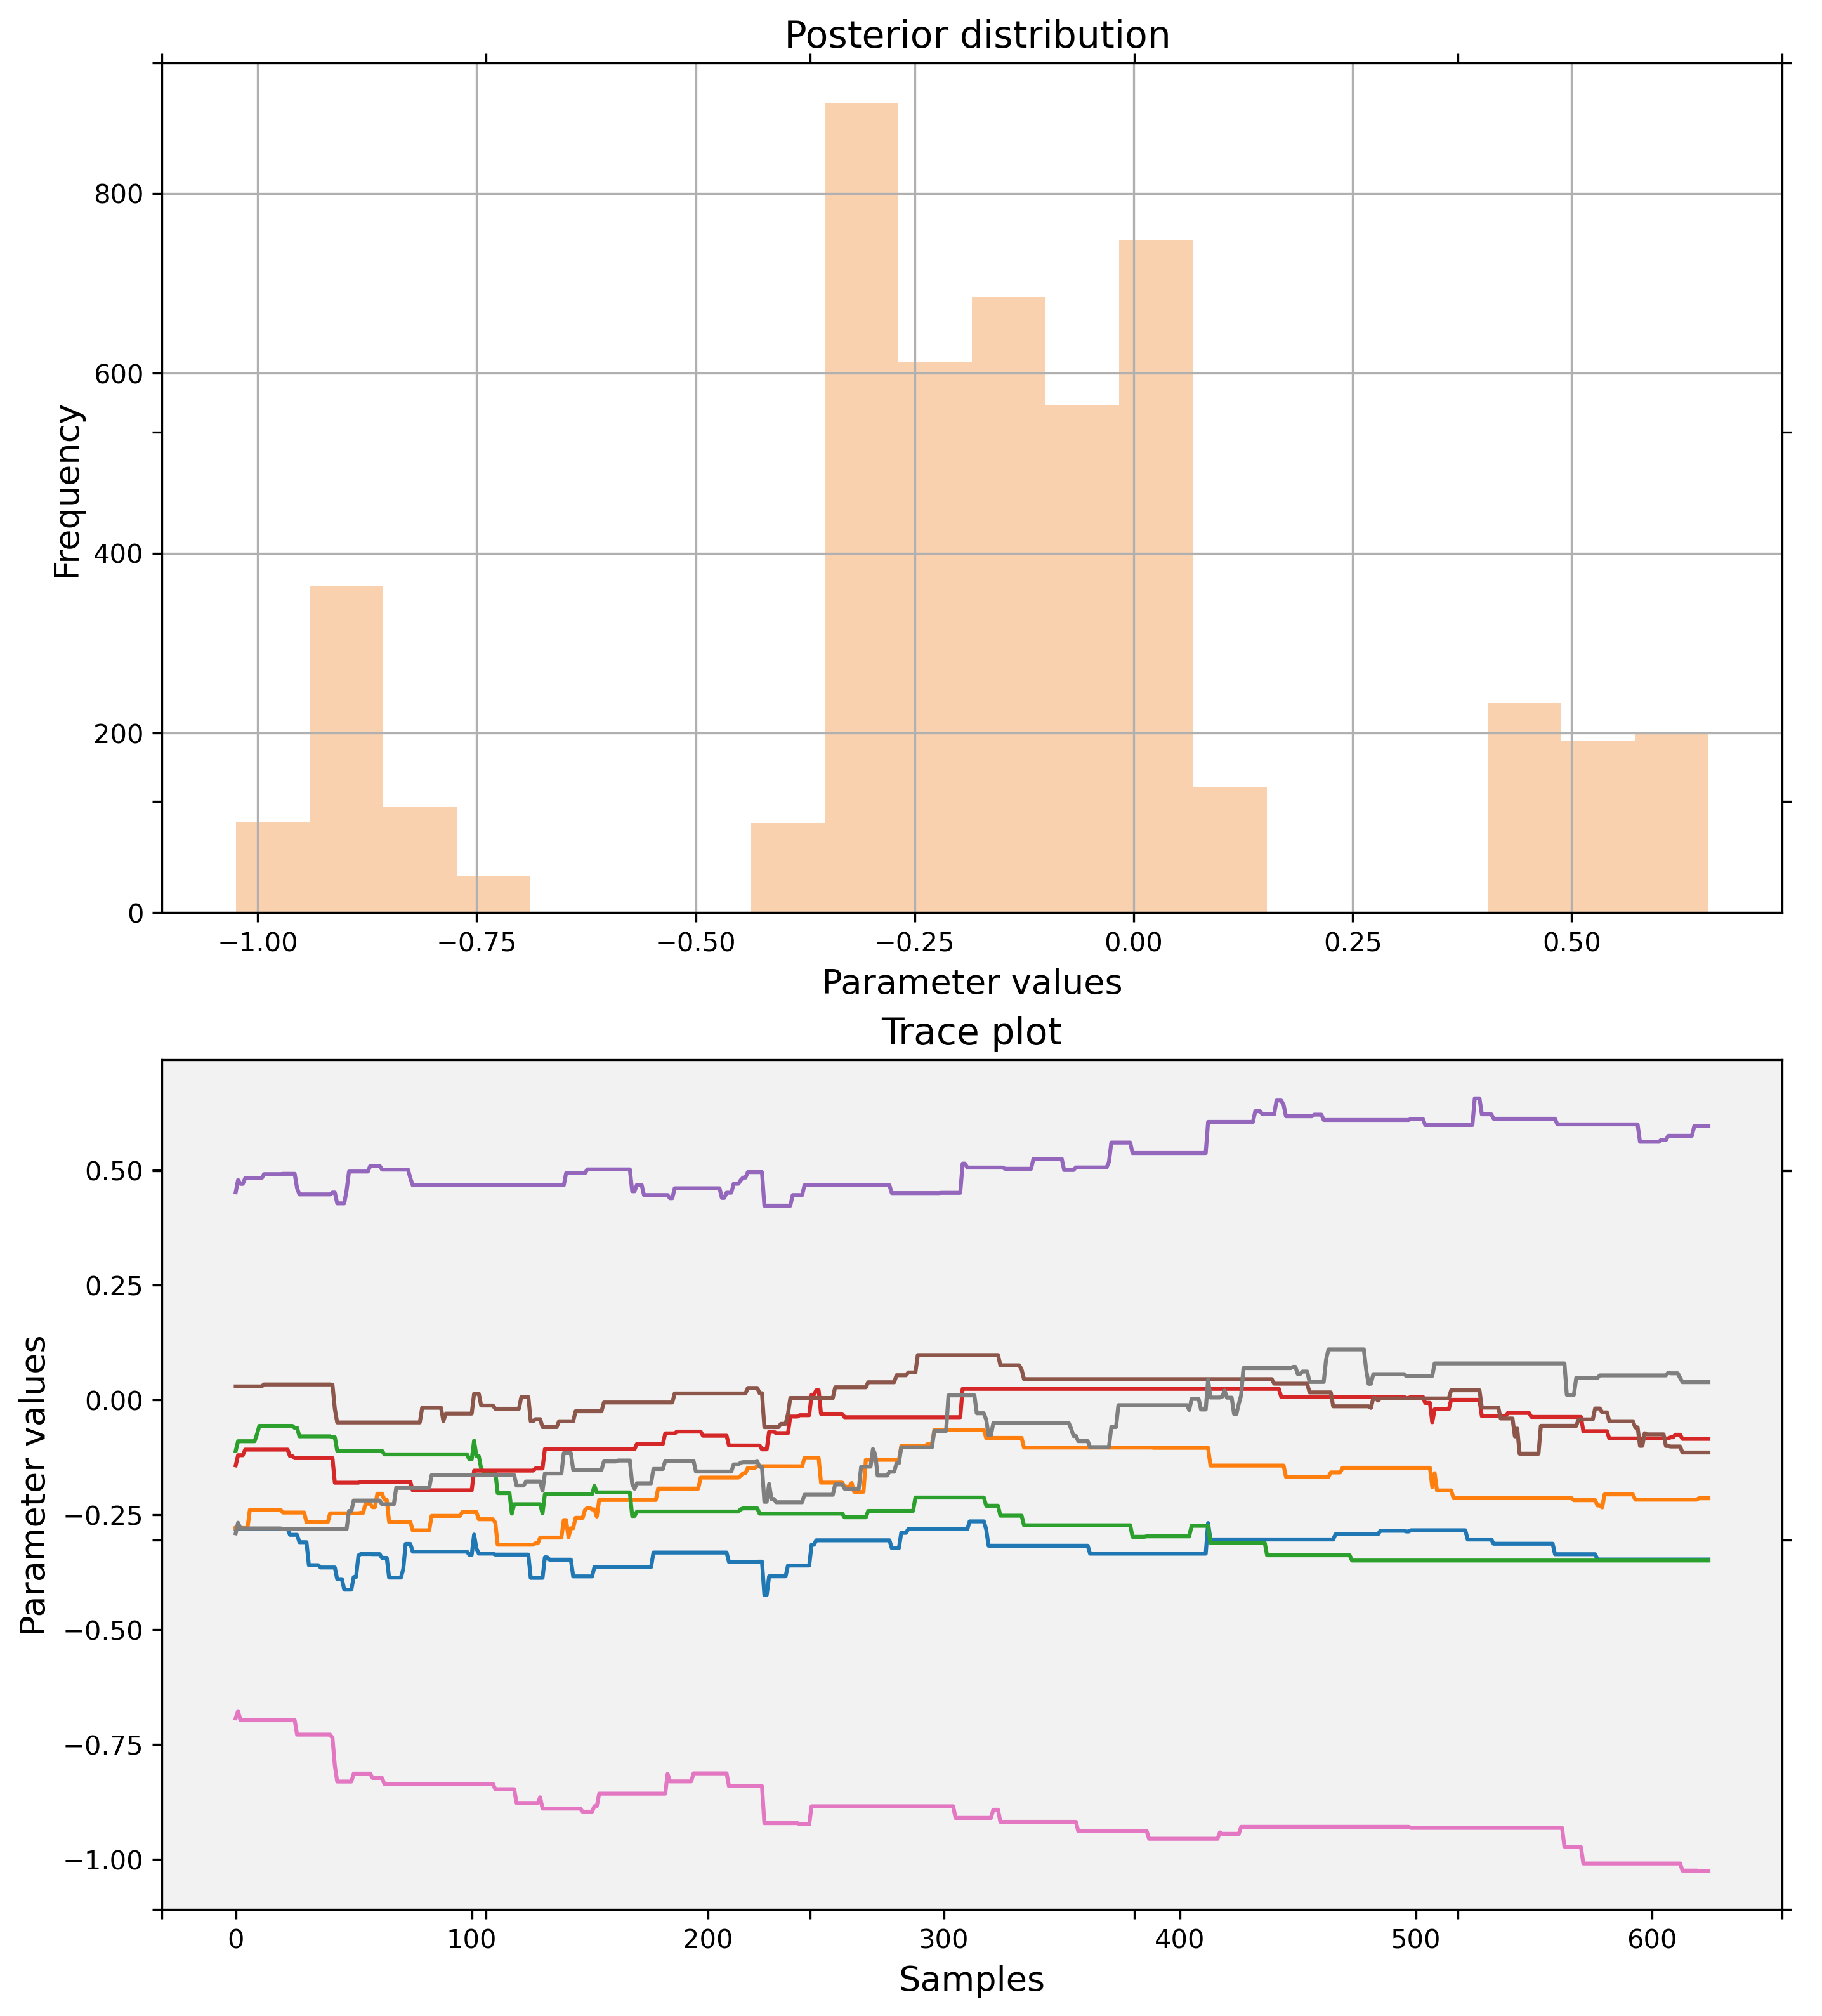 Posterior distribution
800
600
400
200
0
Frequency
−1.00 −0.75 −0.50 −0.25 0.00 0.25 0.50
Parameter values
Trace plot
0.50
0.25
0.00
−0.25
−0.50
−0.75
−1.00
Parameter values
0 100 200 300 400 500 600
Samples